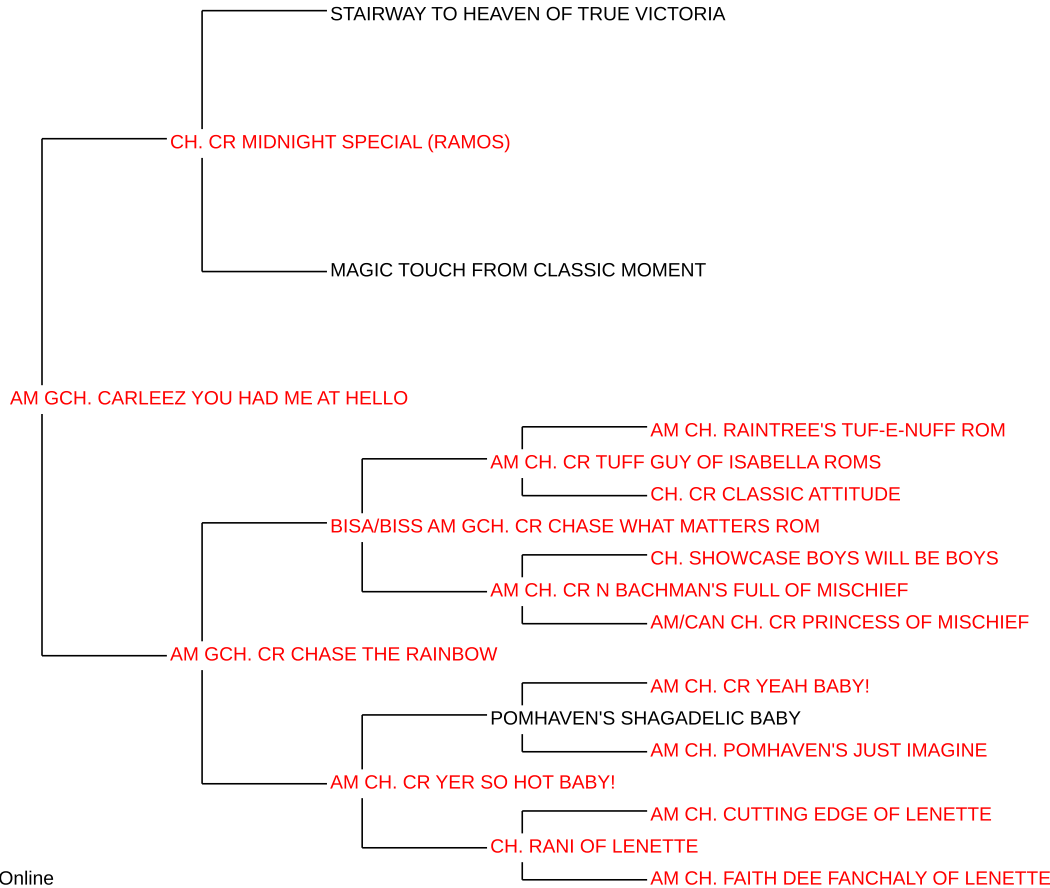 STAIRWAY TO HEAVEN OF TRUE VICTORIA
CH. CR MIDNIGHT SPECIAL (RAMOS)
MAGIC TOUCH FROM CLASSIC MOMENT
AM GCH. CARLEEZ YOU HAD ME AT HELLO
AM CH. RAINTREE'S TUF-E-NUFF ROM
AM CH. CR TUFF GUY OF ISABELLA ROMS
CH. CR CLASSIC ATTITUDE
BISA/BISS AM GCH. CR CHASE WHAT MATTERS ROM
CH. SHOWCASE BOYS WILL BE BOYS
AM CH. CR N BACHMAN'S FULL OF MISCHIEF
AM/CAN CH. CR PRINCESS OF MISCHIEF
AM GCH. CR CHASE THE RAINBOW
AM CH. CR YEAH BABY!
POMHAVEN'S SHAGADELIC BABY
AM CH. POMHAVEN'S JUST IMAGINE
AM CH. CR YER SO HOT BABY!
AM CH. CUTTING EDGE OF LENETTE
CH. RANI OF LENETTE
AM CH. FAITH DEE FANCHALY OF LENETTE
Online